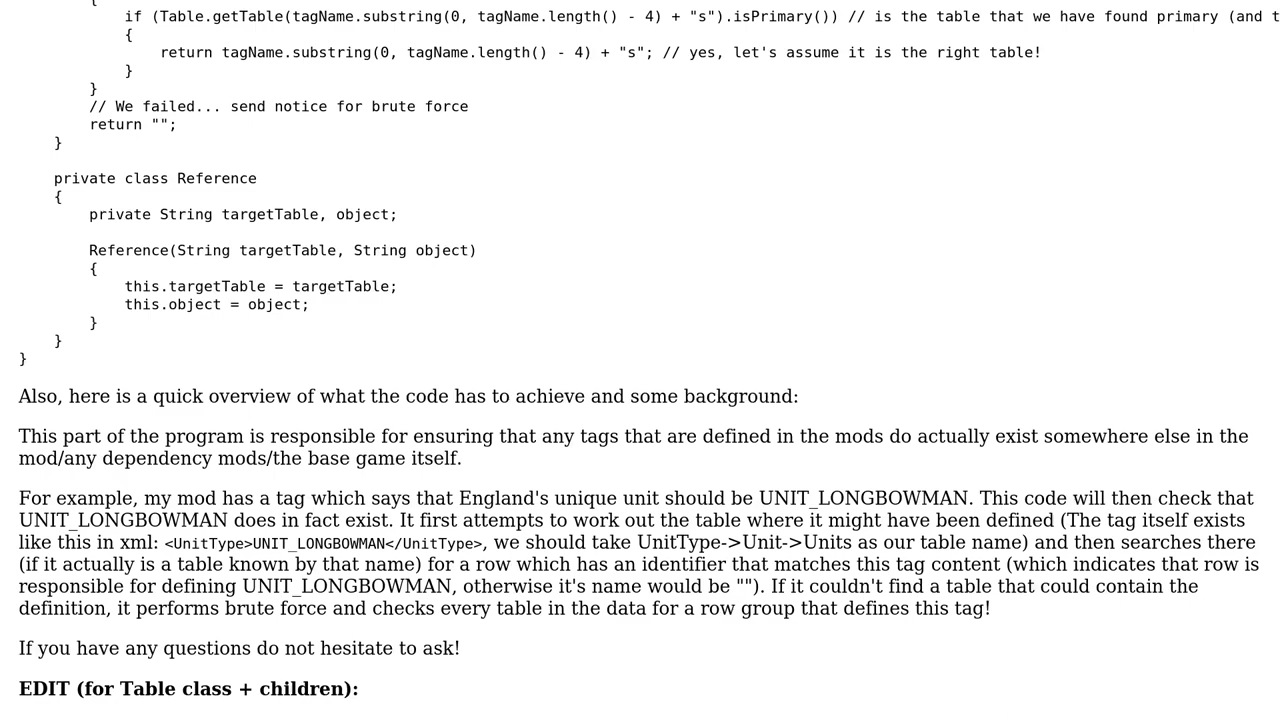 {
if (Table.getTable(tagName.substring(0, tagName.length() - 4) + "s").isPrimary()) // is the table that we have found primary (and t
{
return tagName.substring(0, tagName.length() - 4) + "s"; // yes, let's assume it is the right table!
}
}
// We failed... send notice for brute force
return "";
}
private class Reference
{
private String targetTable, object;
Reference(String targetTable, String object)
{
this.targetTable = targetTable;
this.object = object;
}
}
}
Also, here is a quick overview of what the code has to achieve and some background:
This part of the program is responsible for ensuring that any tags that are defined in the mods do actually exist somewhere else in the
mod/any dependency mods/the base game itself.
For example, my mod has a tag which says that England's unique unit should be UNIT_LONGBOWMAN. This code will then check that
UNIT_LONGBOWMAN does in fact exist. It first attempts to work out the table where it might have been defined (The tag itself exists
like this in xml: <UnitType>UNIT_LONGBOWMAN</UnitType>, we should take UnitType->Unit->Units as our table name) and then searches there
(if it actually is a table known by that name) for a row which has an identifier that matches this tag content (which indicates that row is
responsible for defining UNIT_LONGBOWMAN, otherwise it's name would be ""). If it couldn't find a table that could contain the
definition, it performs brute force and checks every table in the data for a row group that defines this tag!
If you have any questions do not hesitate to ask!
EDIT (for Table class + children):